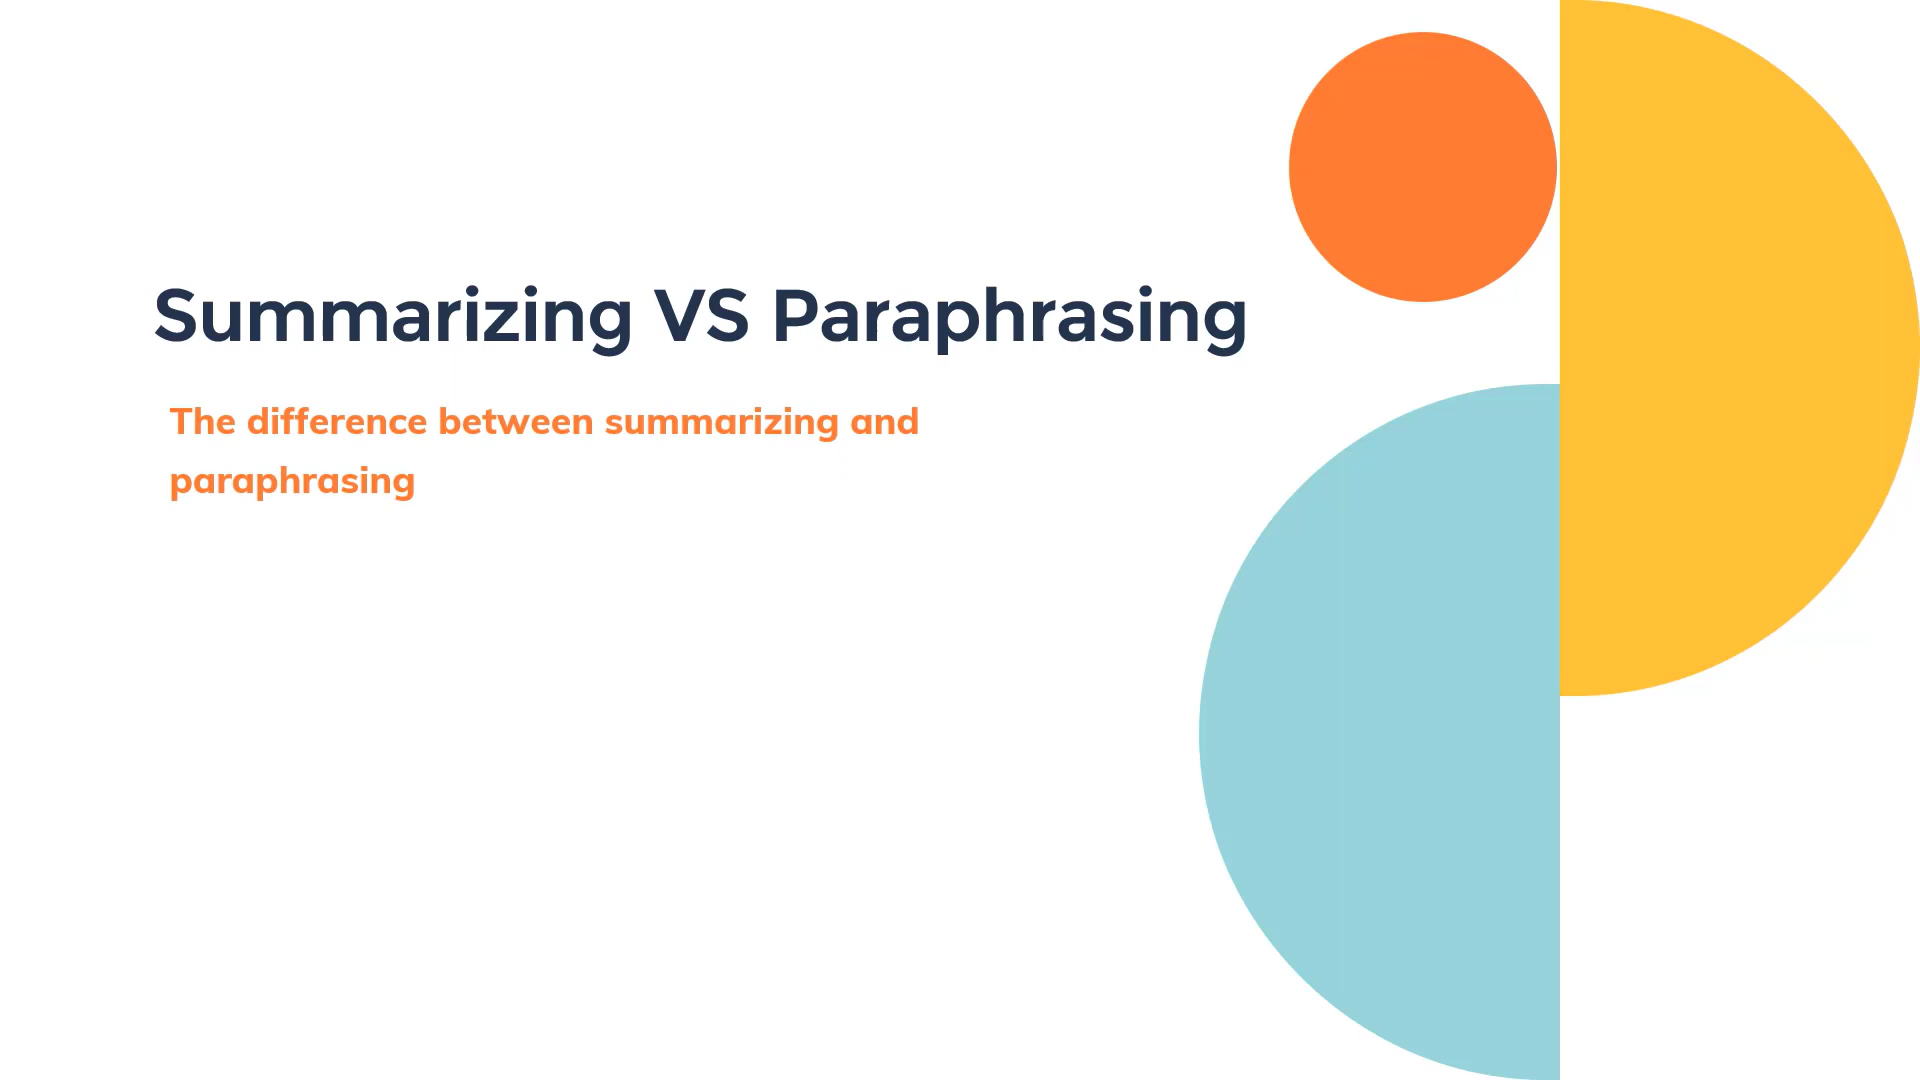 Summarizing VS Paraphrasing
The difference between summarizing and
paraphrasing